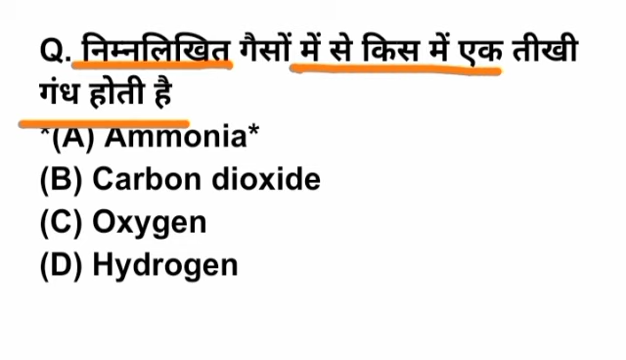 Q. निम्नलिखित गैसों में से किस में एक तीखी
गंध होती है
*(A) Ammonia*
(B) Carbon dioxide
(C) Oxygen
(D) Hydrogen